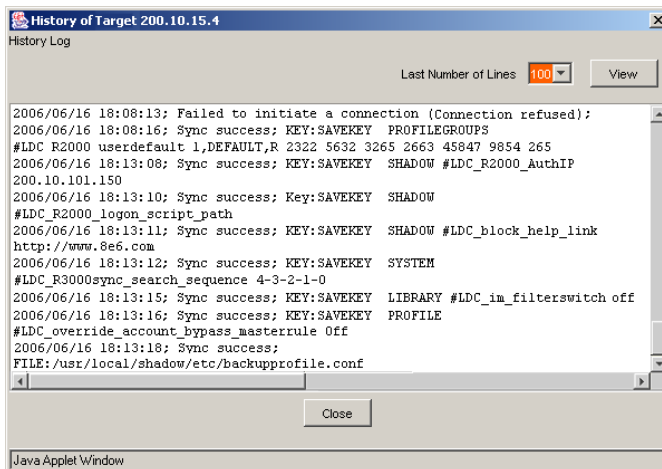 History of Target 200.10.15.4
History Log
Last Number of Lines 100 View
2006/06/16 18:08:13; Failed to initiate a connection (Connection refused);
2006/06/16 18:08:16; Sync success; KEY:SAVEKEY PROFILEGROUPS
#LDC R2000 userdefault 1,DEFAULT,R 2322 5632 3265 2663 45847 9854 265
2006/06/16 18:13:08; Sync success; KEY:SAVEKEY SHADOW #LDC_R2000_AuthIP
200.10.101.150
2006/06/16 18:13:10; Sync success; Key:SAVEKEY SHADOW
#LDC_R2000_logon_script_path
2006/06/16 18:13:11; Sync success; KEY:SAVEKEY SHADOW #LDC_block_help_link
http://www.8e6.com
2006/06/16 18:13:12; Sync success; KEY:SAVEKEY SYSTEM
#LDC_R3000sync_search_sequence 4-3-2-1-0
2006/06/16 18:13:15; Sync success; KEY:SAVEKEY LIBRARY #LDC_im_filterswitch off
2006/06/16 18:13:16; Sync success; KEY:SAVEKEY PROFILE
#LDC_override_account_bypass_masterrule Off
2006/06/16 18:13:18; Sync success;
FILE:/usr/local/shadow/etc/backupprofile.conf
Close
Java Applet Window